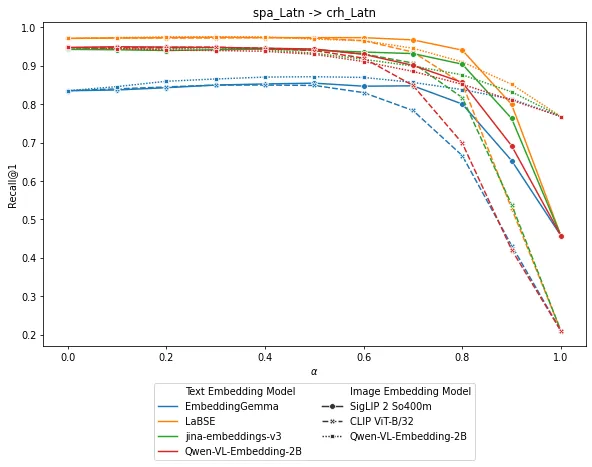 spa_Latn -> crh_Latn
Recall@1
1.0
0.9
0.8
0.7
0.6
0.5
0.4
0.3
0.2
0.0 0.2 0.4 0.6 0.8 1.0
α
Text Embedding Model Image Embedding Model
EmbeddingGemma SigLIP 2 So400m
LaBSE CLIP ViT-B/32
jina-embeddings-v3 Qwen-VL-Embedding-2B
Qwen-VL-Embedding-2B